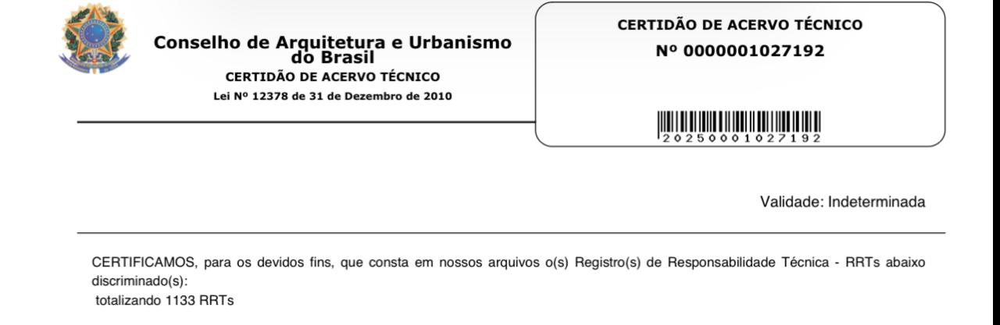 Conselho de Arquitetura e Urbanismo
do Brasil
CERTIDÃO DE ACERVO TÉCNICO
Lei Nº 12378 de 31 de Dezembro de 2010
CERTIDÃO DE ACERVO TÉCNICO
Nº 0000001027192
20250001027192
Validade: Indeterminada
CERTIFICAMOS, para os devidos fins, que consta em nossos arquivos o(s) Registro(s) de Responsabilidade Técnica - RRTs abaixo
discriminado(s):
totalizando 1133 RRTs